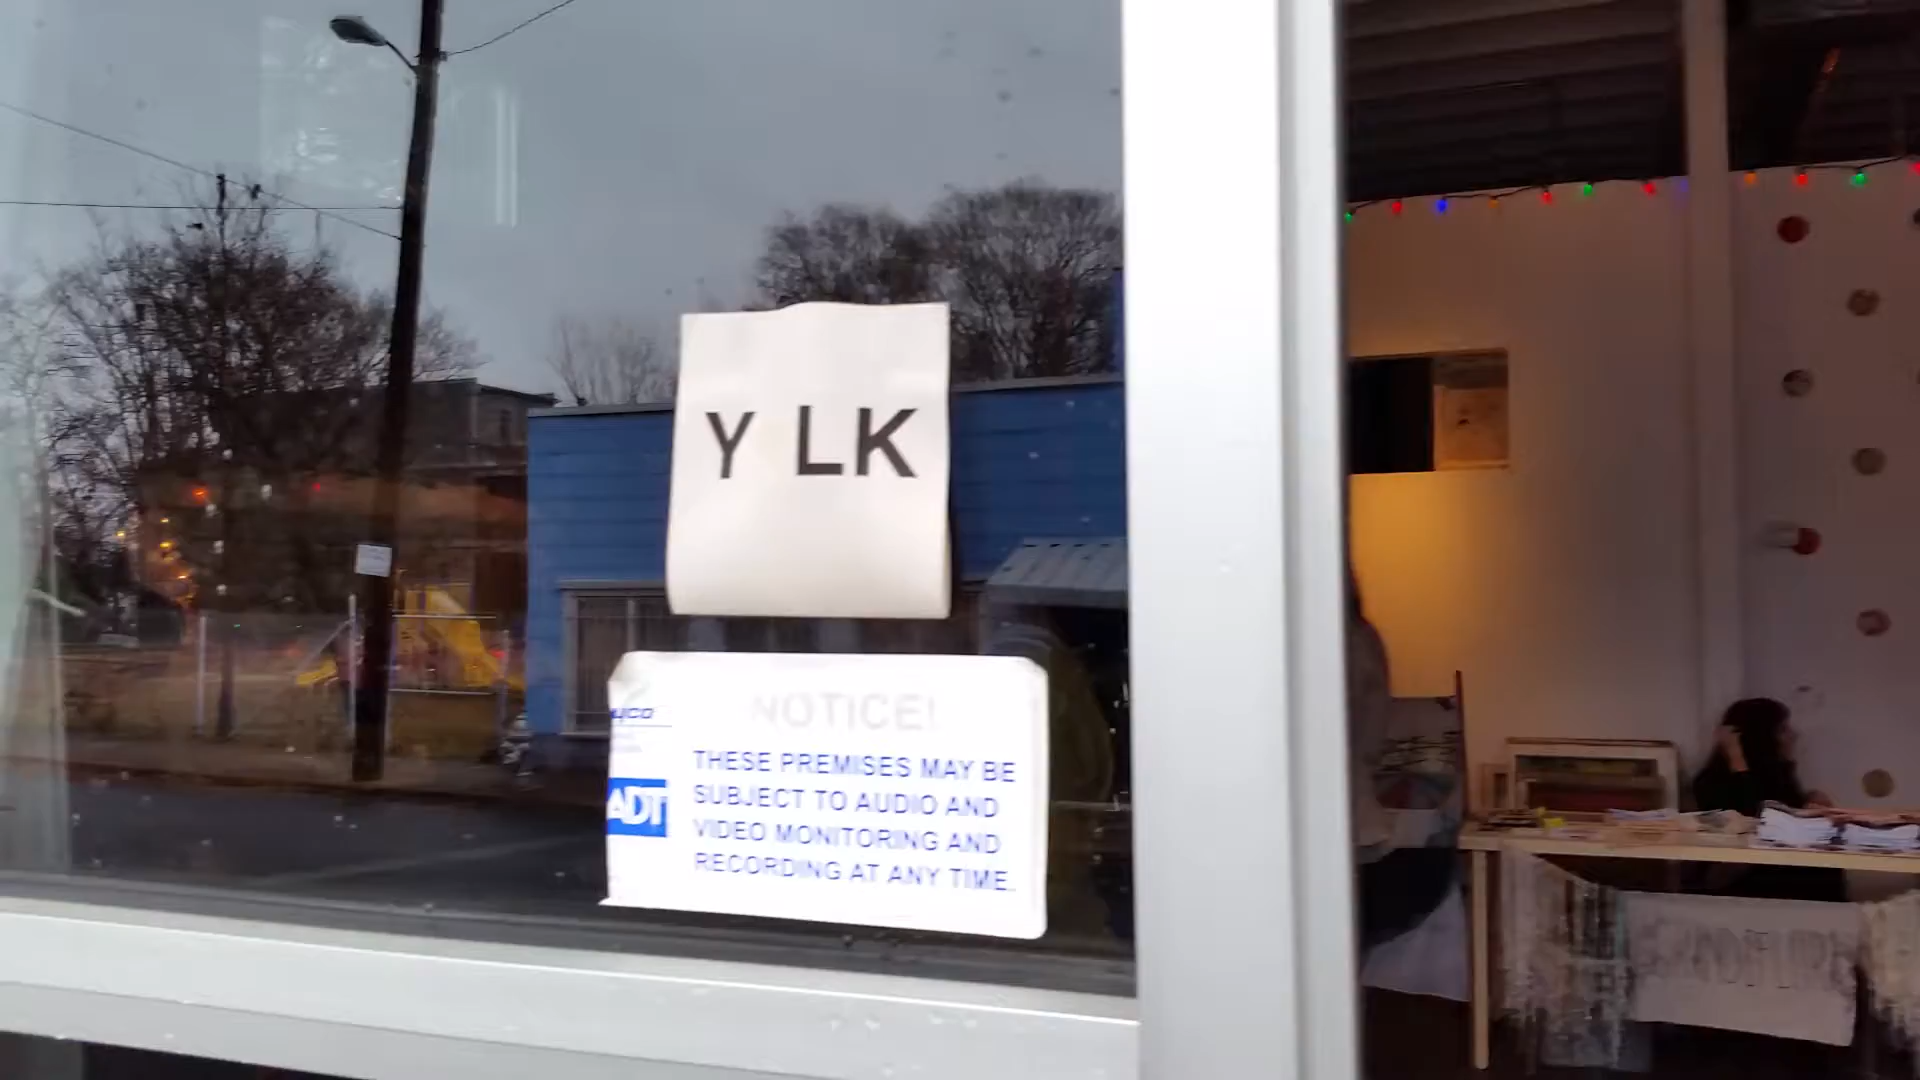 Y LK
NOTICE!
ADT
THESE PREMISES MAY BE
SUBJECT TO AUDIO AND
VIDEO MONITORING AND
RECORDING AT ANY TIME.